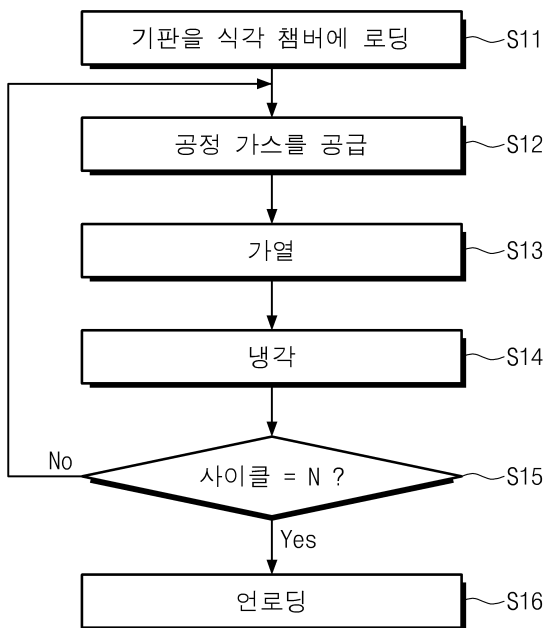 기판을 식각 챔버에 로딩 S11
공정 가스를 공급 S12
가열 S13
냉각 S14
No
사이클 = N ? S15
Yes
언로딩 S16